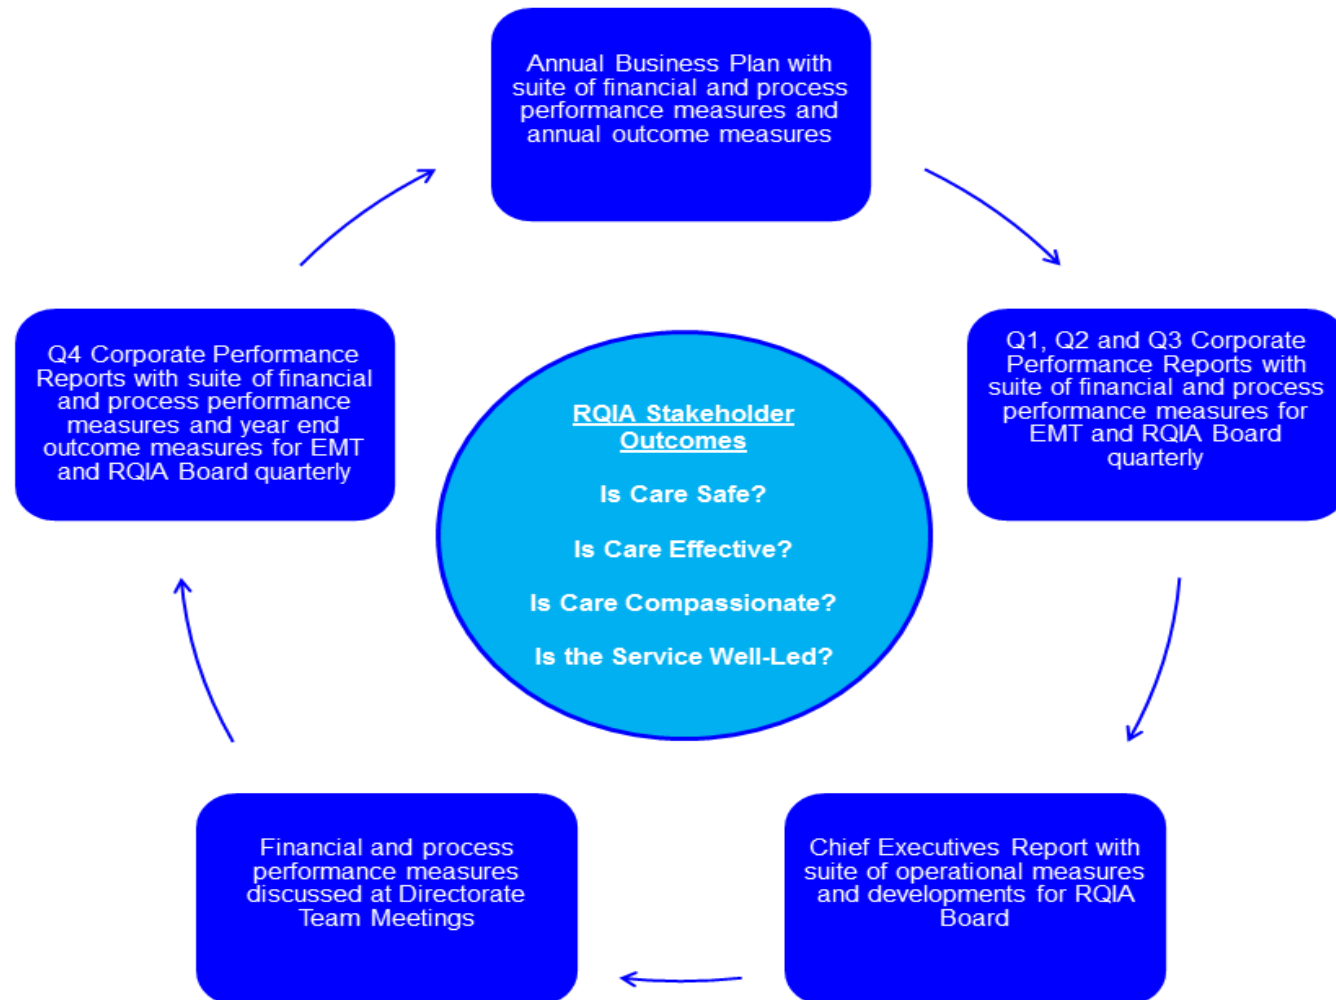 Annual Business Plan with
suite of financial and process
performance measures and
annual outcome measures
Q1, Q2 and Q3 Corporate
Performance Reports with
suite of financial and process
performance measures for
EMT and RQIA Board
quarterly
Chief Executives Report with
suite of operational measures
and developments for RQIA
Board
Financial and process
performance measures
discussed at Directorate
Team Meetings
Q4 Corporate Performance
Reports with suite of financial
and process performance
measures and year end
outcome measures for EMT
and RQIA Board quarterly
RQIA Stakeholder
Outcomes
Is Care Safe?
Is Care Effective?
Is Care Compassionate?
Is the Service Well-Led?